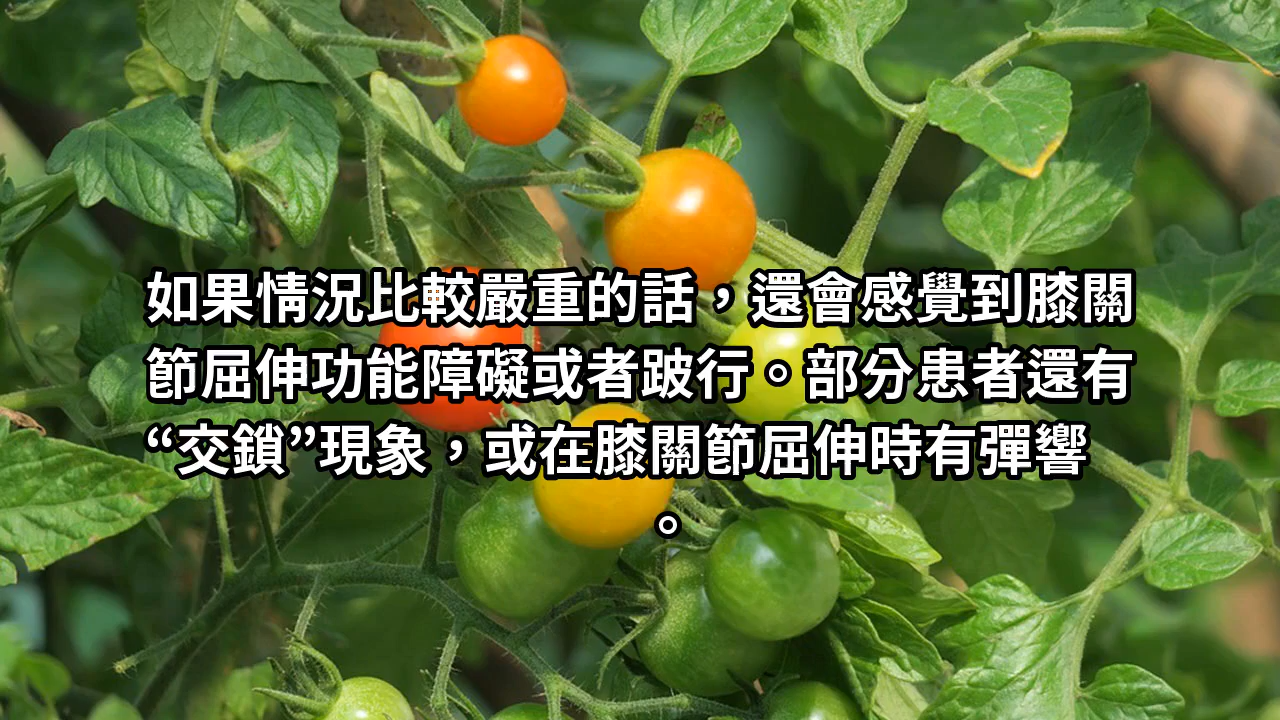 如果情況比較嚴重的話，還會感覺到膝關
節屈伸功能障礙或者跛行。部分患者還有
“交鎖”現象，或在膝關節屈伸時有彈響
。